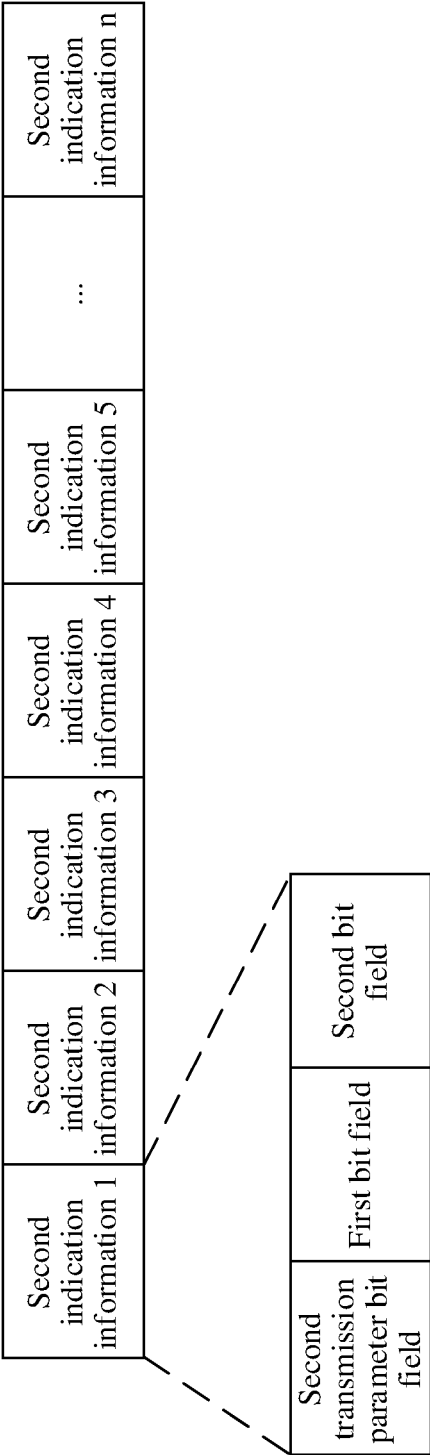 Second
indication
information 1
Second
indication
information 2
Second
indication
information 3
Second
indication
information 4
Second
indication
information 5
...
Second
indication
information n
Second
transmission
parameter bit
field
First bit field
Second bit
field